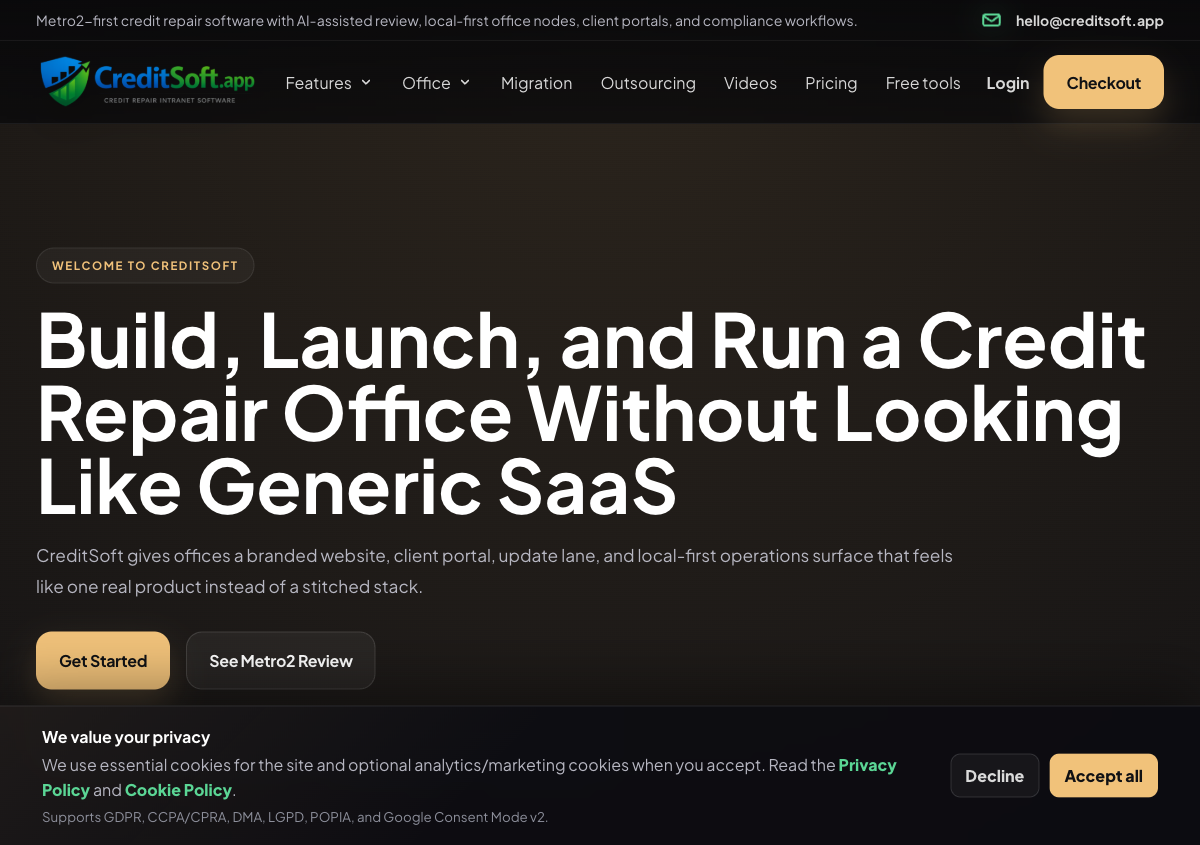 Metro2-first credit repair software with AI-assisted review, local-first office nodes, client portals, and compliance workflows.
hello@creditsoft.app
CreditSoft.app
CREDIT REPAIR INTRANET SOFTWARE
Features
Office
Migration
Outsourcing
Videos
Pricing
Free tools
Login
Checkout
WELCOME TO CREDITSOFT
Build, Launch, and Run a Credit
Repair Office Without Looking
Like Generic SaaS
CreditSoft gives offices a branded website, client portal, update lane, and local-first operations surface that feels
like one real product instead of a stitched stack.
Get Started
See Metro2 Review
We value your privacy
We use essential cookies for the site and optional analytics/marketing cookies when you accept. Read the Privacy
Policy and Cookie Policy.
Supports GDPR, CCPA/CPRA, DMA, LGPD, POPIA, and Google Consent Mode v2.
Decline
Accept all